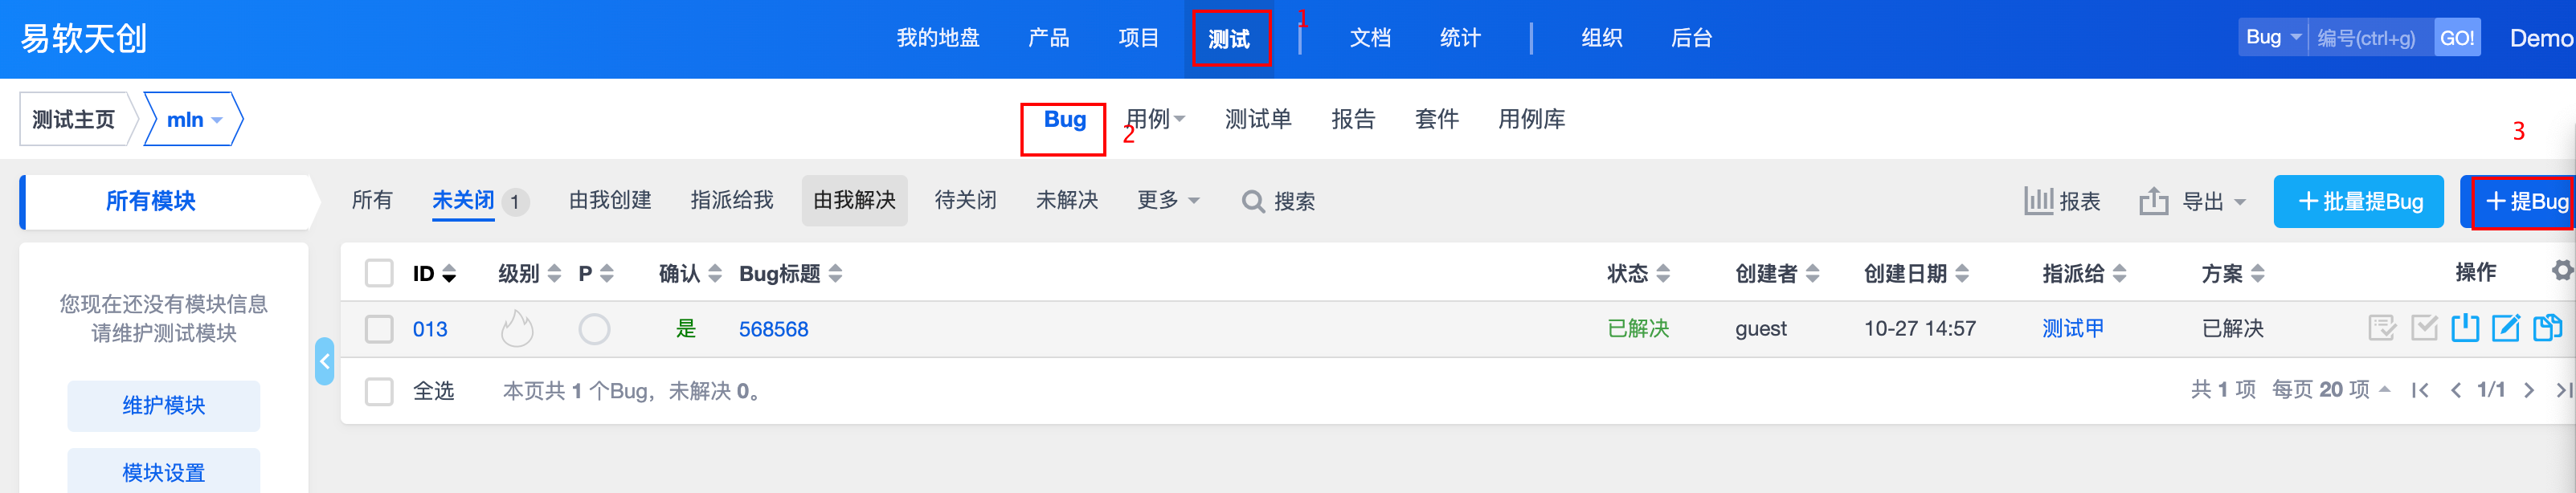 易软天创 我的地盘 产品 项目 测试 1 文档 统计 组织 后台 Bug 编号(ctrl+g) GO! Demo
测试主页 mln Bug 2 用例 测试单 报告 套件 用例库 3
所有模块 所有 未关闭 1 由我创建 指派给我 由我解决 待关闭 未解决 更多 搜索 报表 导出 +批量提Bug +提Bug
ID 级别 P 确认 Bug标题 状态 创建者 创建日期 指派给 方案 操作
您现在还没有模块信息
请维护测试模块
013 是 568568 已解决 guest 10-27 14:57 测试甲 已解决
全选 本页共 1 个Bug，未解决 0。 共 1 项 每页 20 项 1/1
维护模块
模块设置